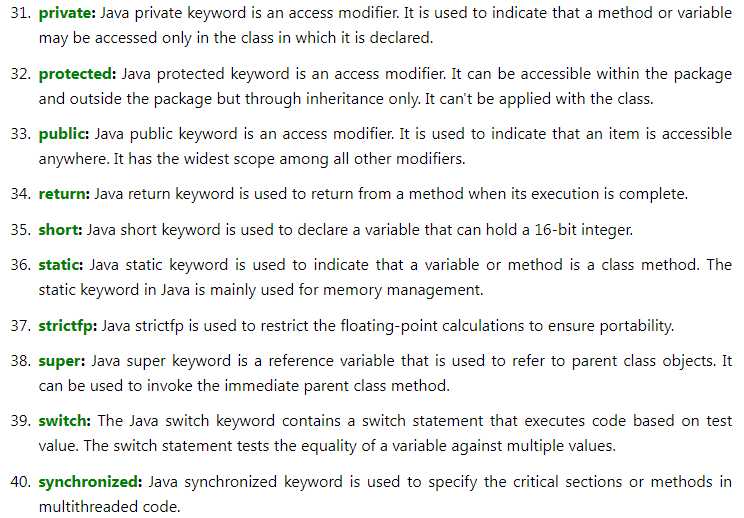 31. private: Java private keyword is an access modifier. It is used to indicate that a method or variable
may be accessed only in the class in which it is declared.
32. protected: Java protected keyword is an access modifier. It can be accessible within the package
and outside the package but through inheritance only. It can't be applied with the class.
33. public: Java public keyword is an access modifier. It is used to indicate that an item is accessible
anywhere. It has the widest scope among all other modifiers.
34. return: Java return keyword is used to return from a method when its execution is complete.
35. short: Java short keyword is used to declare a variable that can hold a 16-bit integer.
36. static: Java static keyword is used to indicate that a variable or method is a class method. The
static keyword in Java is mainly used for memory management.
37. strictfp: Java strictfp is used to restrict the floating-point calculations to ensure portability.
38. super: Java super keyword is a reference variable that is used to refer to parent class objects. It
can be used to invoke the immediate parent class method.
39. switch: The Java switch keyword contains a switch statement that executes code based on test
value. The switch statement tests the equality of a variable against multiple values.
40. synchronized: Java synchronized keyword is used to specify the critical sections or methods in
multithreaded code.